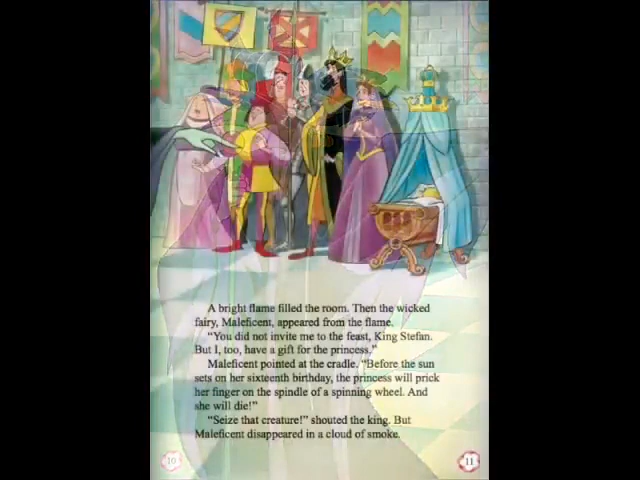 A bright flame filled the room. Then the wicked
fairy, Maleficent, appeared from the flame.
"You did not invite me to the feast, King Stefan.
But I, too, have a gift for the princess."
Maleficent pointed at the cradle. "Before the sun
sets on her sixteenth birthday, the princess will prick
her finger on the spindle of a spinning wheel. And
she will die!"
"Seize that creature!" shouted the king. But
Maleficent disappeared in a cloud of smoke.
10
11